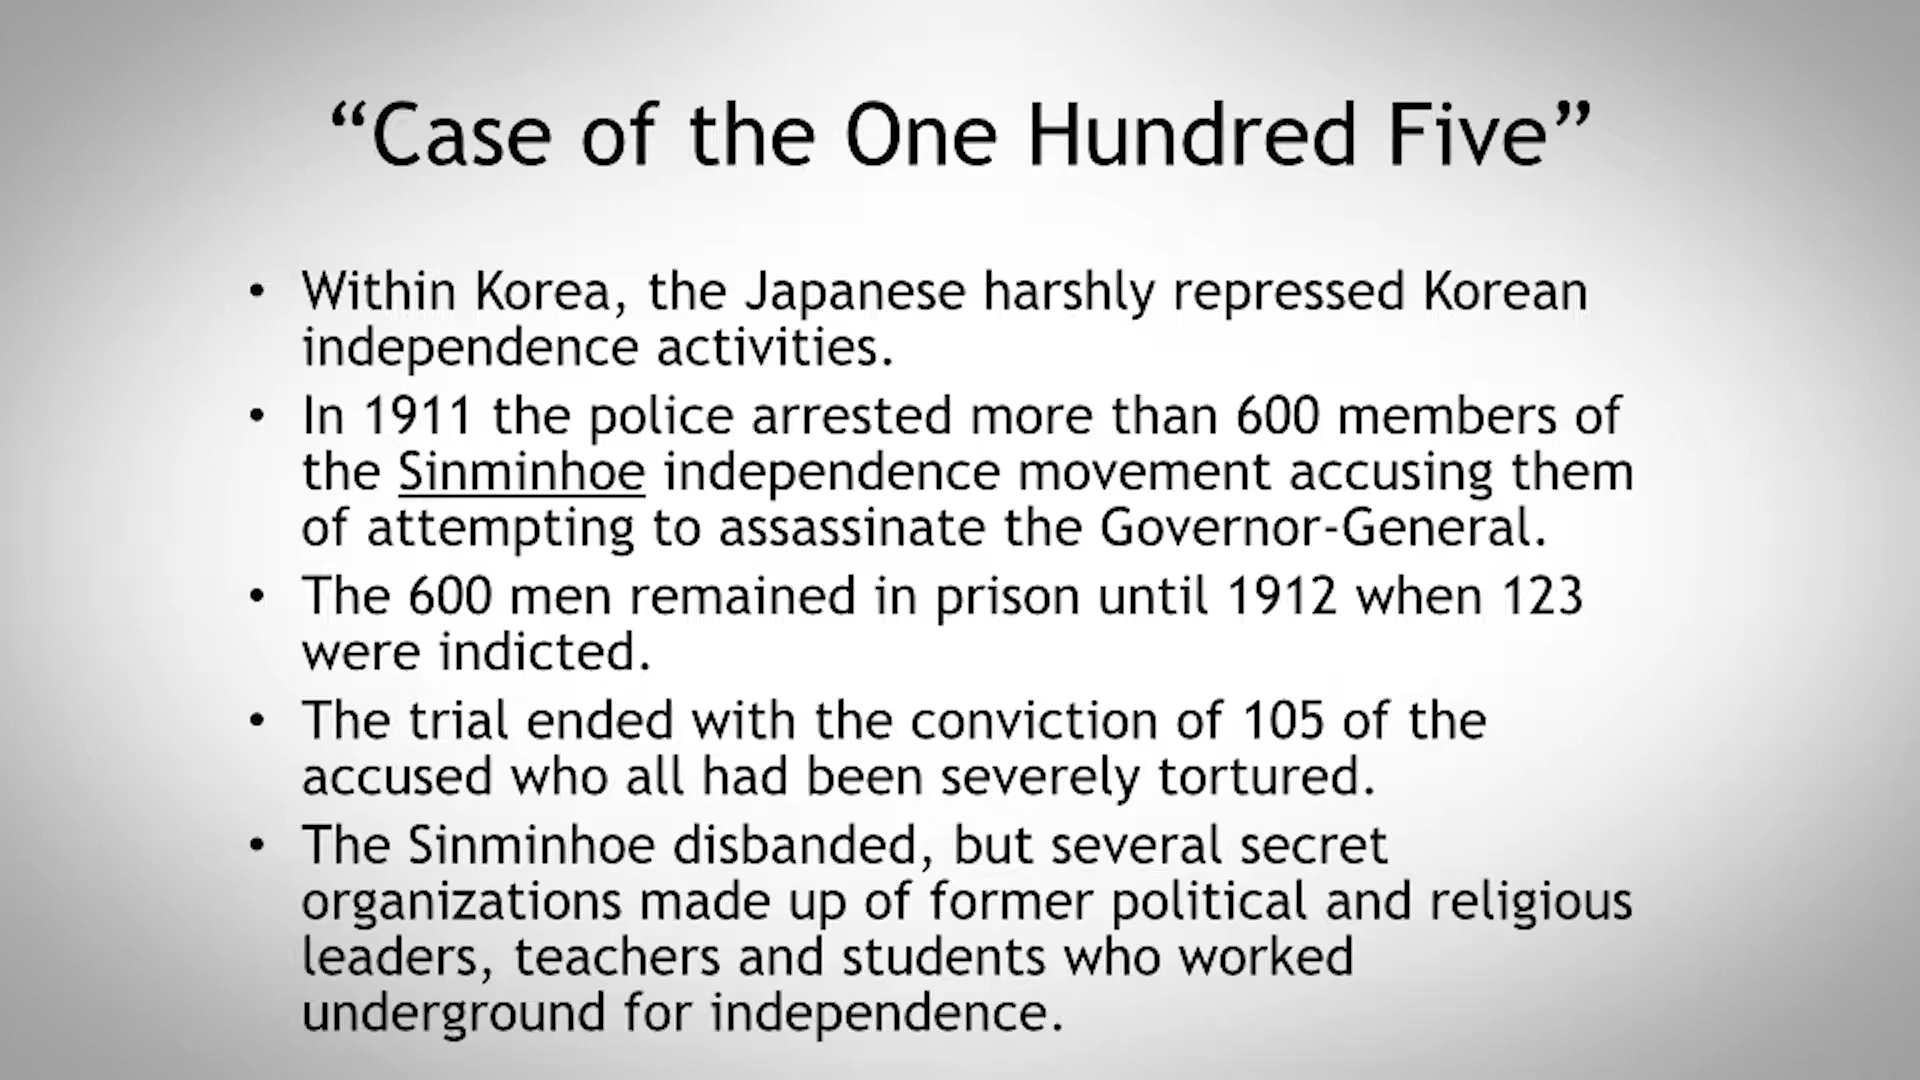 “Case of the One Hundred Five”
• Within Korea, the Japanese harshly repressed Korean
independence activities.
• In 1911 the police arrested more than 600 members of
the Sinminhoe independence movement accusing them
of attempting to assassinate the Governor-General.
• The 600 men remained in prison until 1912 when 123
were indicted.
• The trial ended with the conviction of 105 of the
accused who all had been severely tortured.
• The Sinminhoe disbanded, but several secret
organizations made up of former political and religious
leaders, teachers and students who worked
underground for independence.